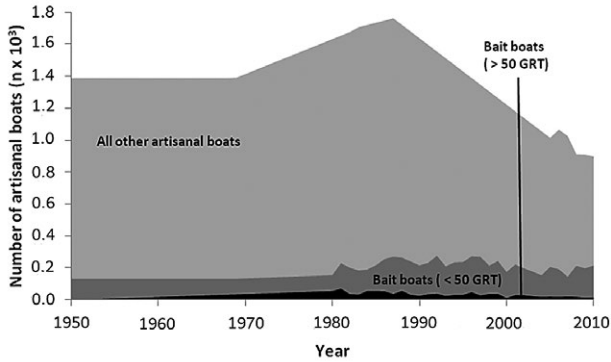 Number of artisanal boats (n x 10³)
1.8
1.6
1.4
1.2
1.0
0.8
0.6
0.4
0.2
0.0
Bait boats
( > 50 GRT)
All other artisanal boats
Bait boats ( < 50 GRT)
1950
1960
1970
1980
1990
2000
2010
Year